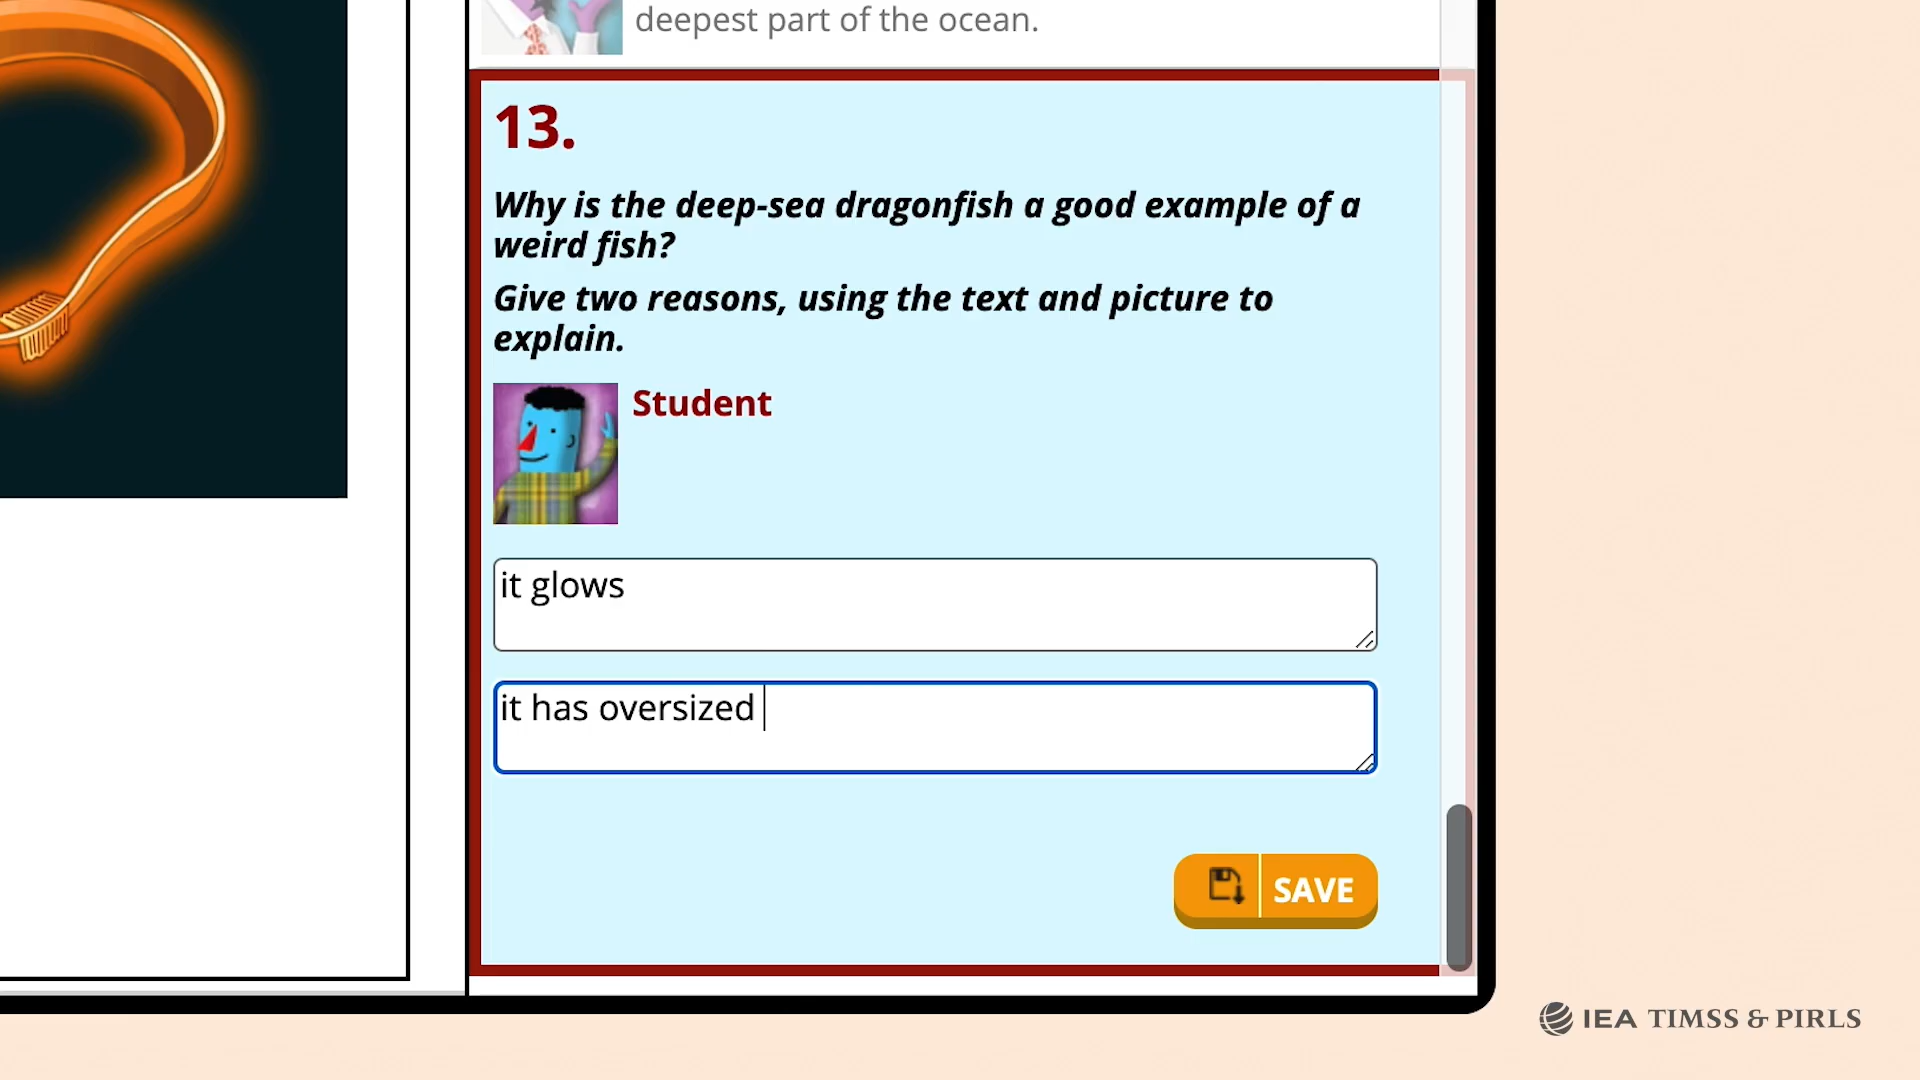 deepest part of the ocean.
13.
Why is the deep-sea dragonfish a good example of a
weird fish?
Give two reasons, using the text and picture to
explain.
Student
it glows
it has oversized
SAVE
IEA TIMSS & PIRLS